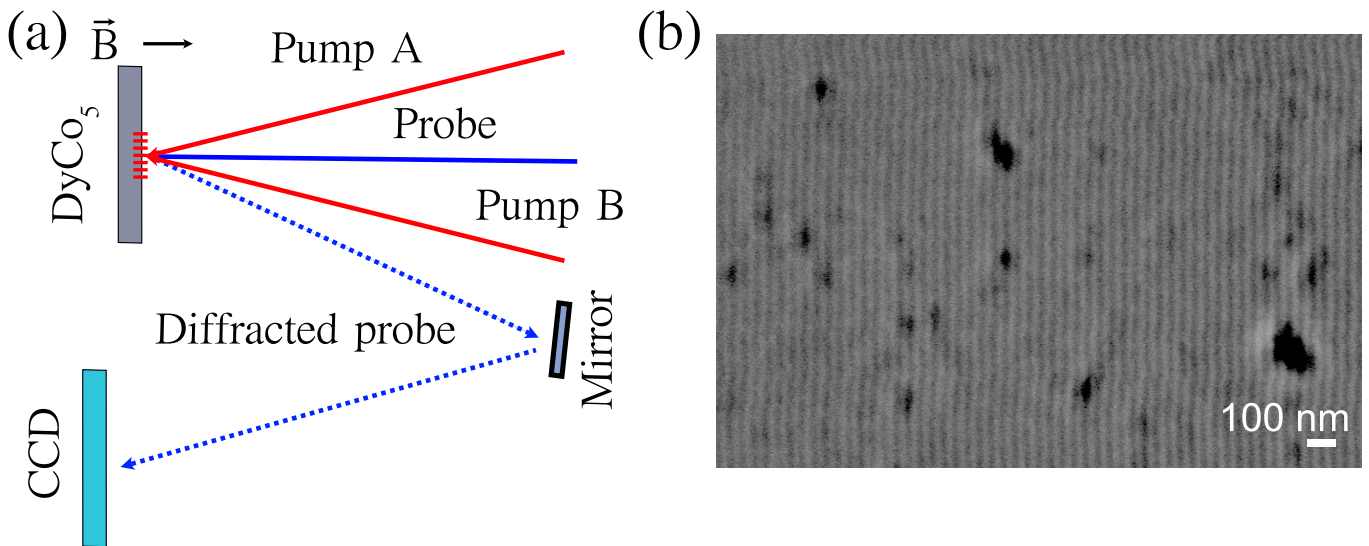 (a)
B
Pump A
Probe
Pump B
DyCo₅
Diffracted probe
Mirror
CCD
(b)
100 nm